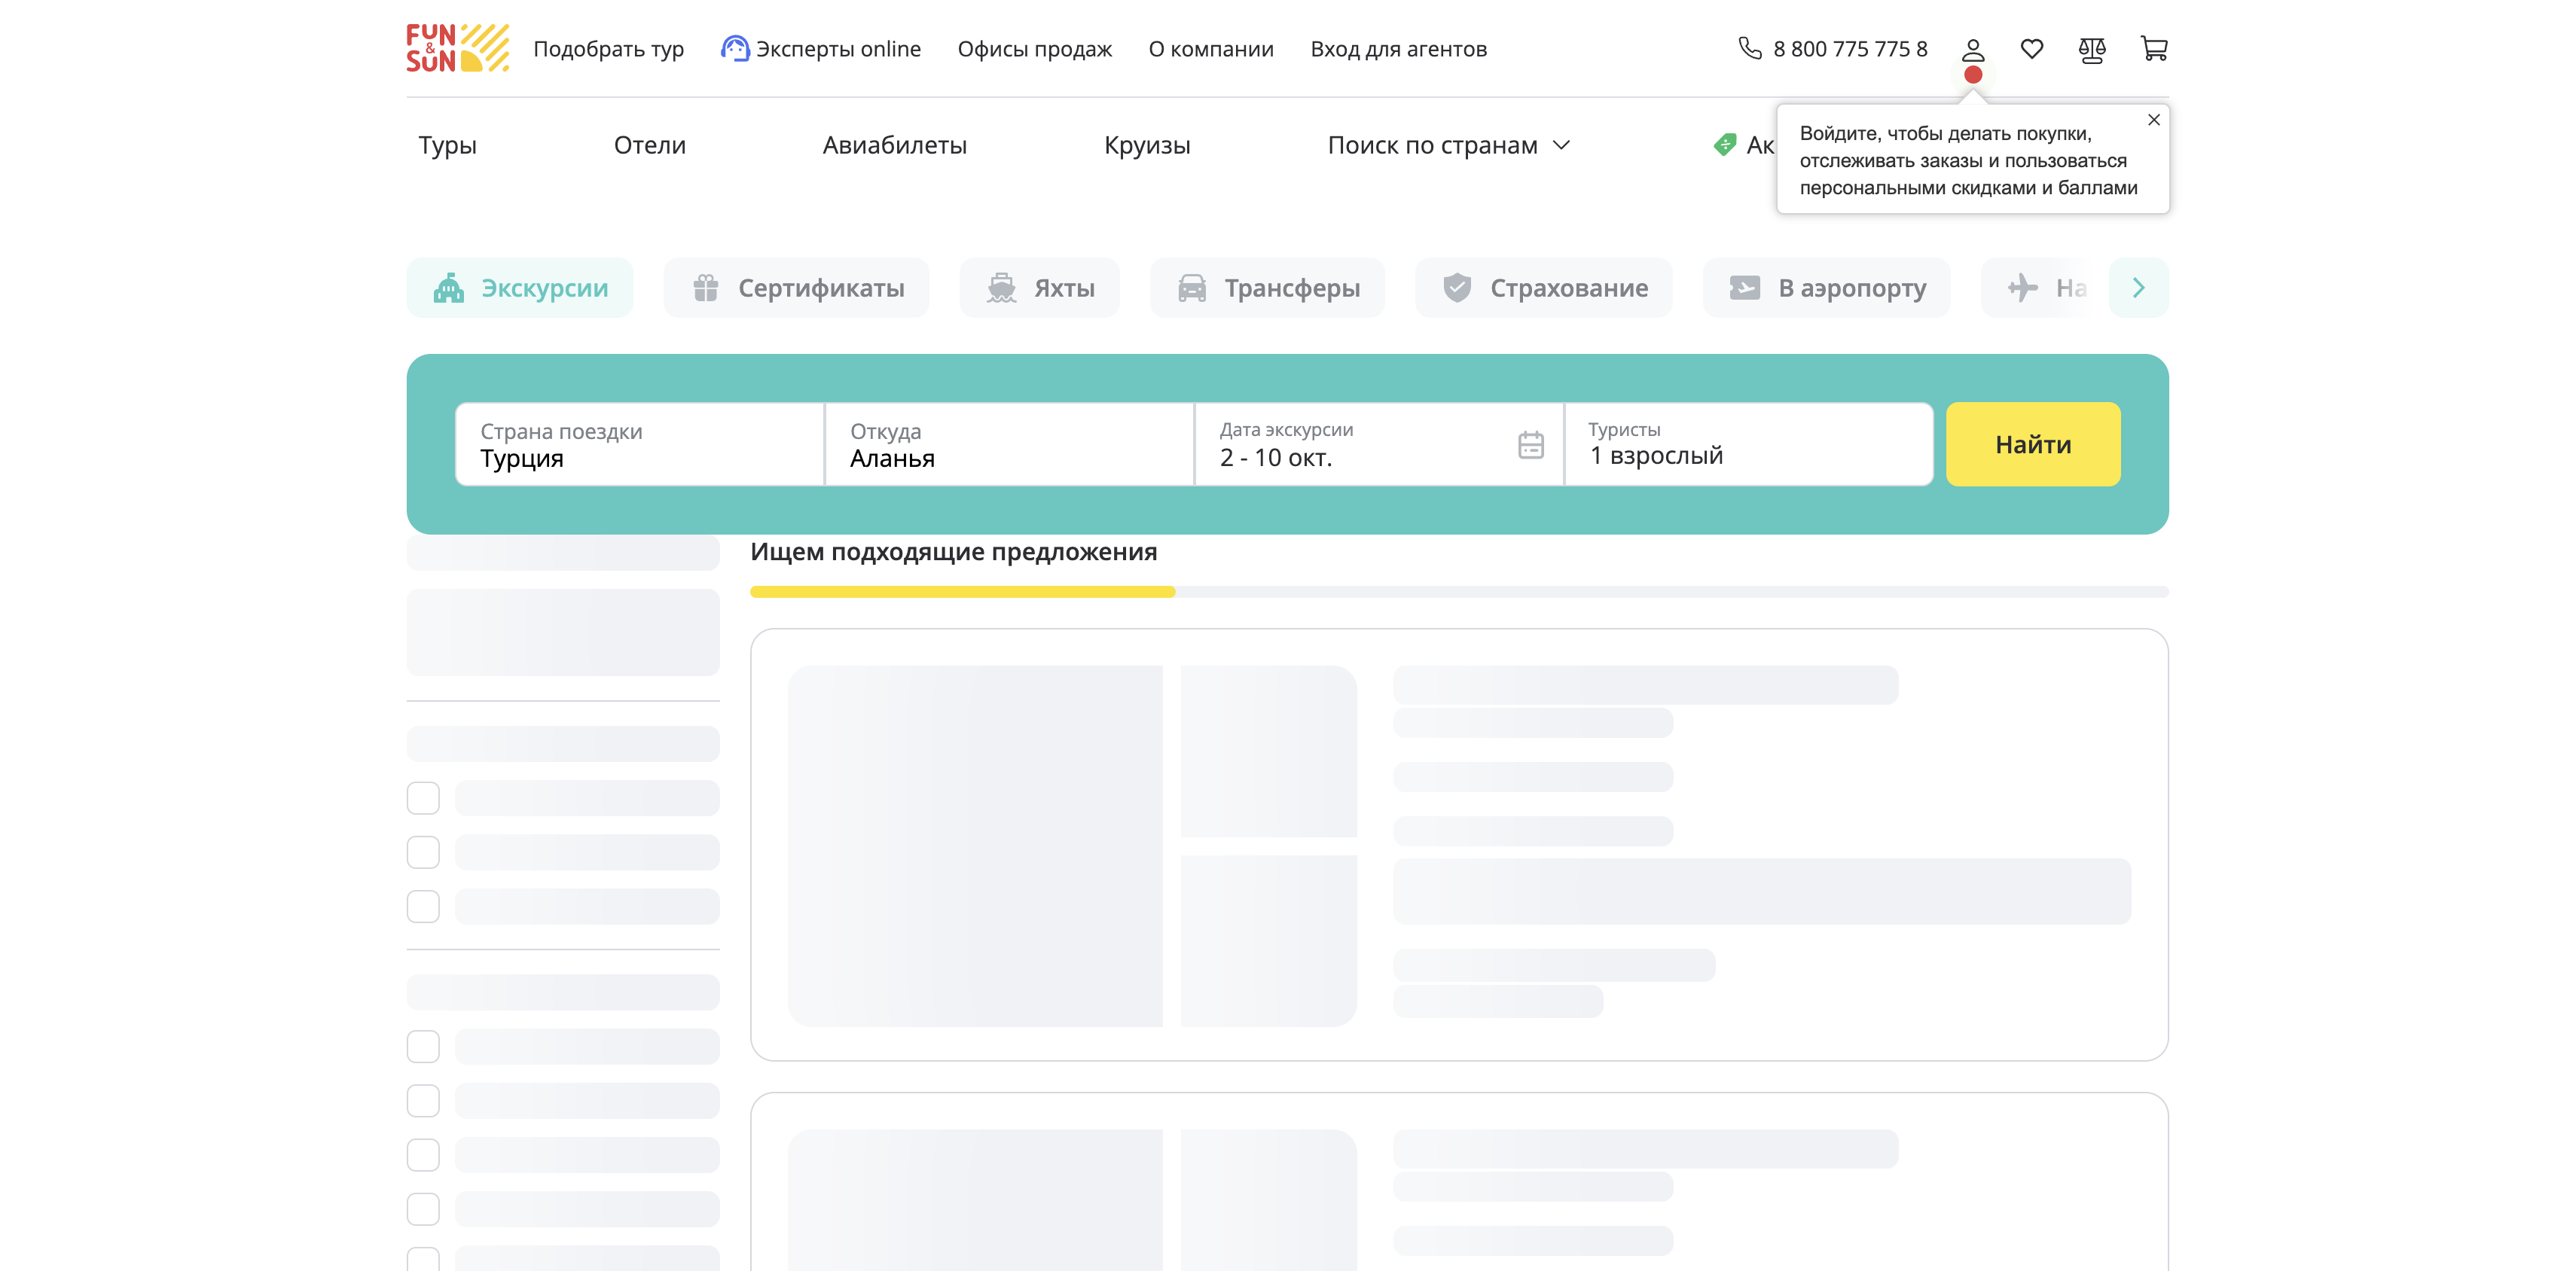 FUN
&
SUN
Подобрать тур
Эксперты online
Офисы продаж
О компании
Вход для агентов
8 800 775 775 8
Туры
Отели
Авиабилеты
Круизы
Поиск по странам
Ак
Войдите, чтобы делать покупки,
отслеживать заказы и пользоваться
персональными скидками и баллами
Экскурсии
Сертификаты
Яхты
Трансферы
Страхование
В аэропорту
На
Страна поездки
Турция
Откуда
Аланья
Дата экскурсии
2 - 10 окт.
Туристы
1 взрослый
Найти
Ищем подходящие предложения